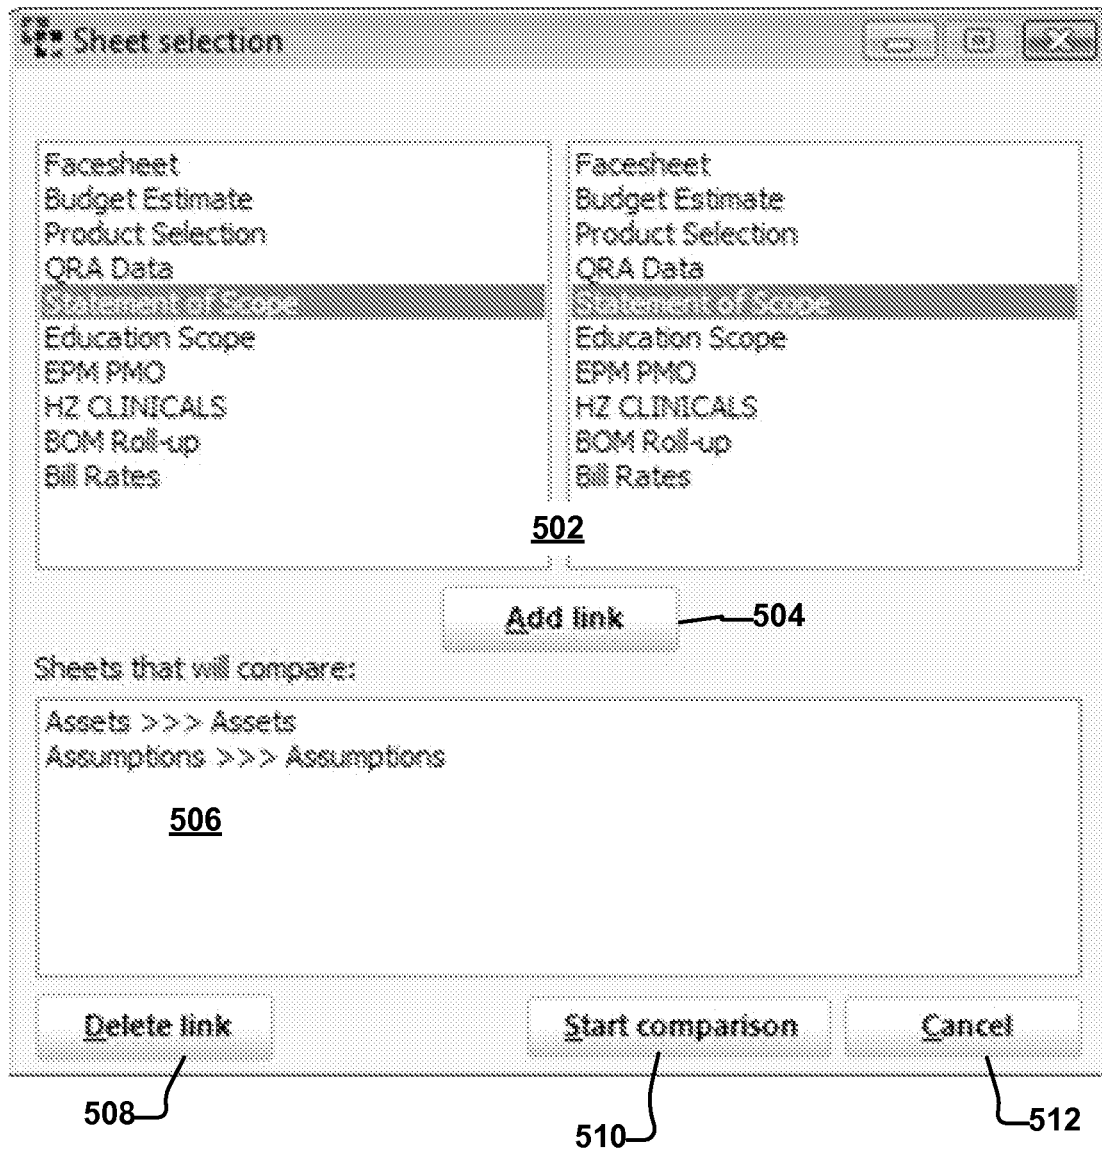 Sheet selection
Facesheet
Budget Estimate
Product Selection
QRA Data
Statement of Scope
Education Scope
EPM PMO
HZ CLINICALS
BOM Roll-up
Bill Rates
Facesheet
Budget Estimate
Product Selection
QRA Data
Statement of Scope
Education Scope
EPM PMO
HZ CLINICALS
BOM Roll-up
Bill Rates
502
Add link
504
Sheets that will compare:
Assets >>> Assets
Assumptions >>> Assumptions
506
Delete link
Start comparison
Cancel
508
510
512